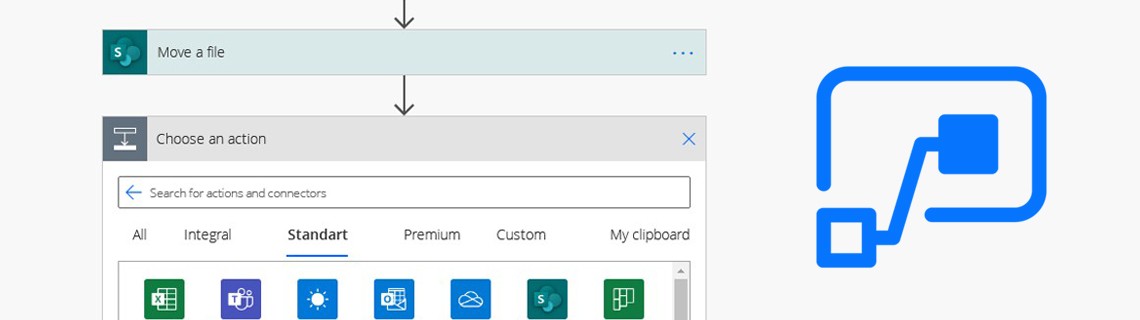 Move a file
Choose an action
Search for actions and connectors
All Integral Standart Premium Custom My clipboard